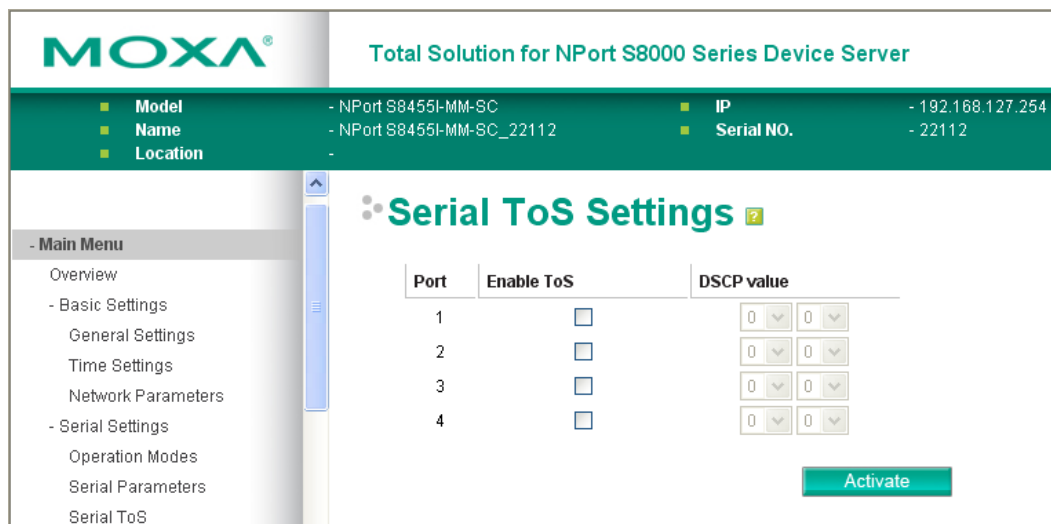 MOXA®
Total Solution for NPort S8000 Series Device Server
Model - NPort S8455I-MM-SC IP - 192.168.127.254
Name - NPort S8455I-MM-SC_22112 Serial NO. - 22112
Location -
Serial ToS Settings ?
- Main Menu
Overview
- Basic Settings
General Settings
Time Settings
Network Parameters
- Serial Settings
Operation Modes
Serial Parameters
Serial ToS
Port Enable ToS DSCP value
1 0 0
2 0 0
3 0 0
4 0 0
Activate